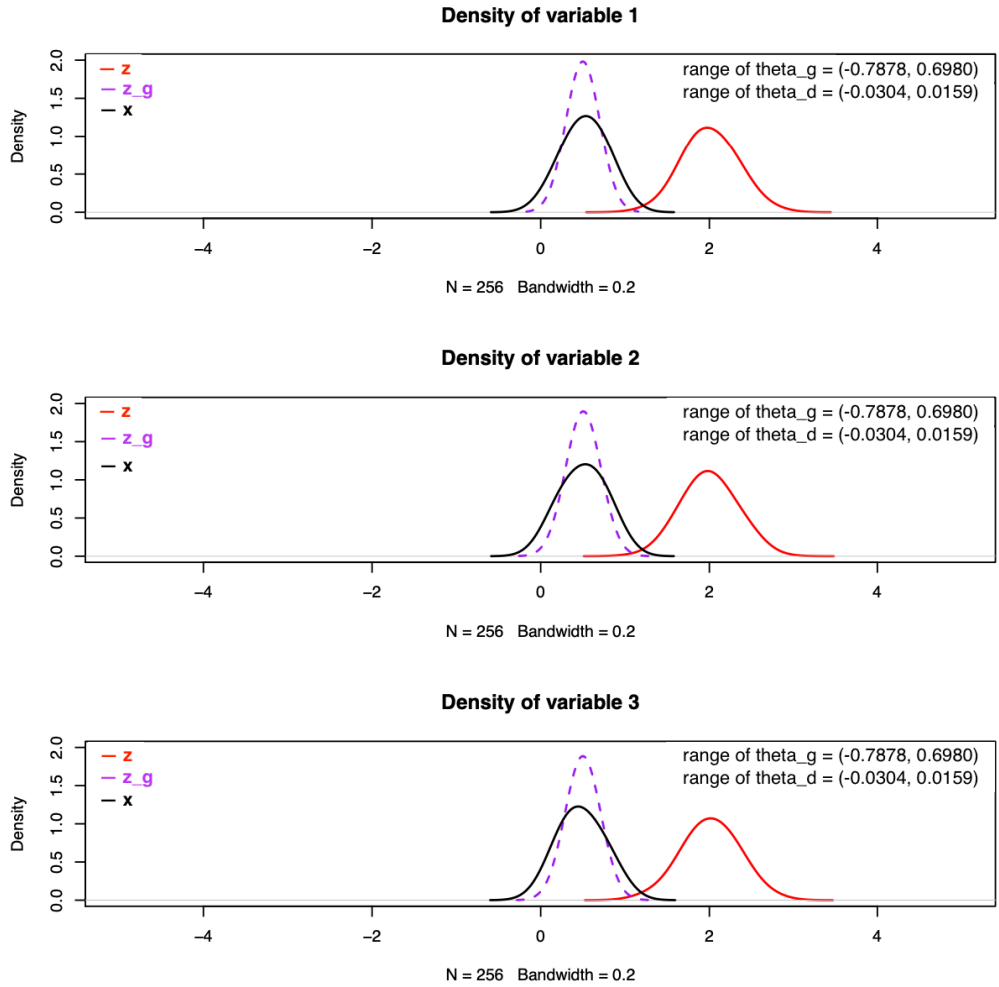 Density of variable 1
Density
2.0
1.5
1.0
0.5
0.0
z
z_g
x
range of theta_g = (-0.7878, 0.6980)
range of theta_d = (-0.0304, 0.0159)
−4 −2 0 2 4
N = 256 Bandwidth = 0.2
Density of variable 2
Density
2.0
1.5
1.0
0.5
0.0
z
z_g
x
range of theta_g = (-0.7878, 0.6980)
range of theta_d = (-0.0304, 0.0159)
−4 −2 0 2 4
N = 256 Bandwidth = 0.2
Density of variable 3
Density
2.0
1.5
1.0
0.5
0.0
z
z_g
x
range of theta_g = (-0.7878, 0.6980)
range of theta_d = (-0.0304, 0.0159)
−4 −2 0 2 4
N = 256 Bandwidth = 0.2